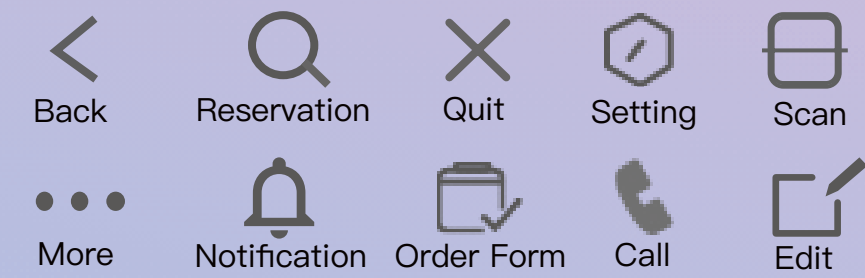 Back Reservation Quit Setting Scan
More Notification Order Form Call Edit